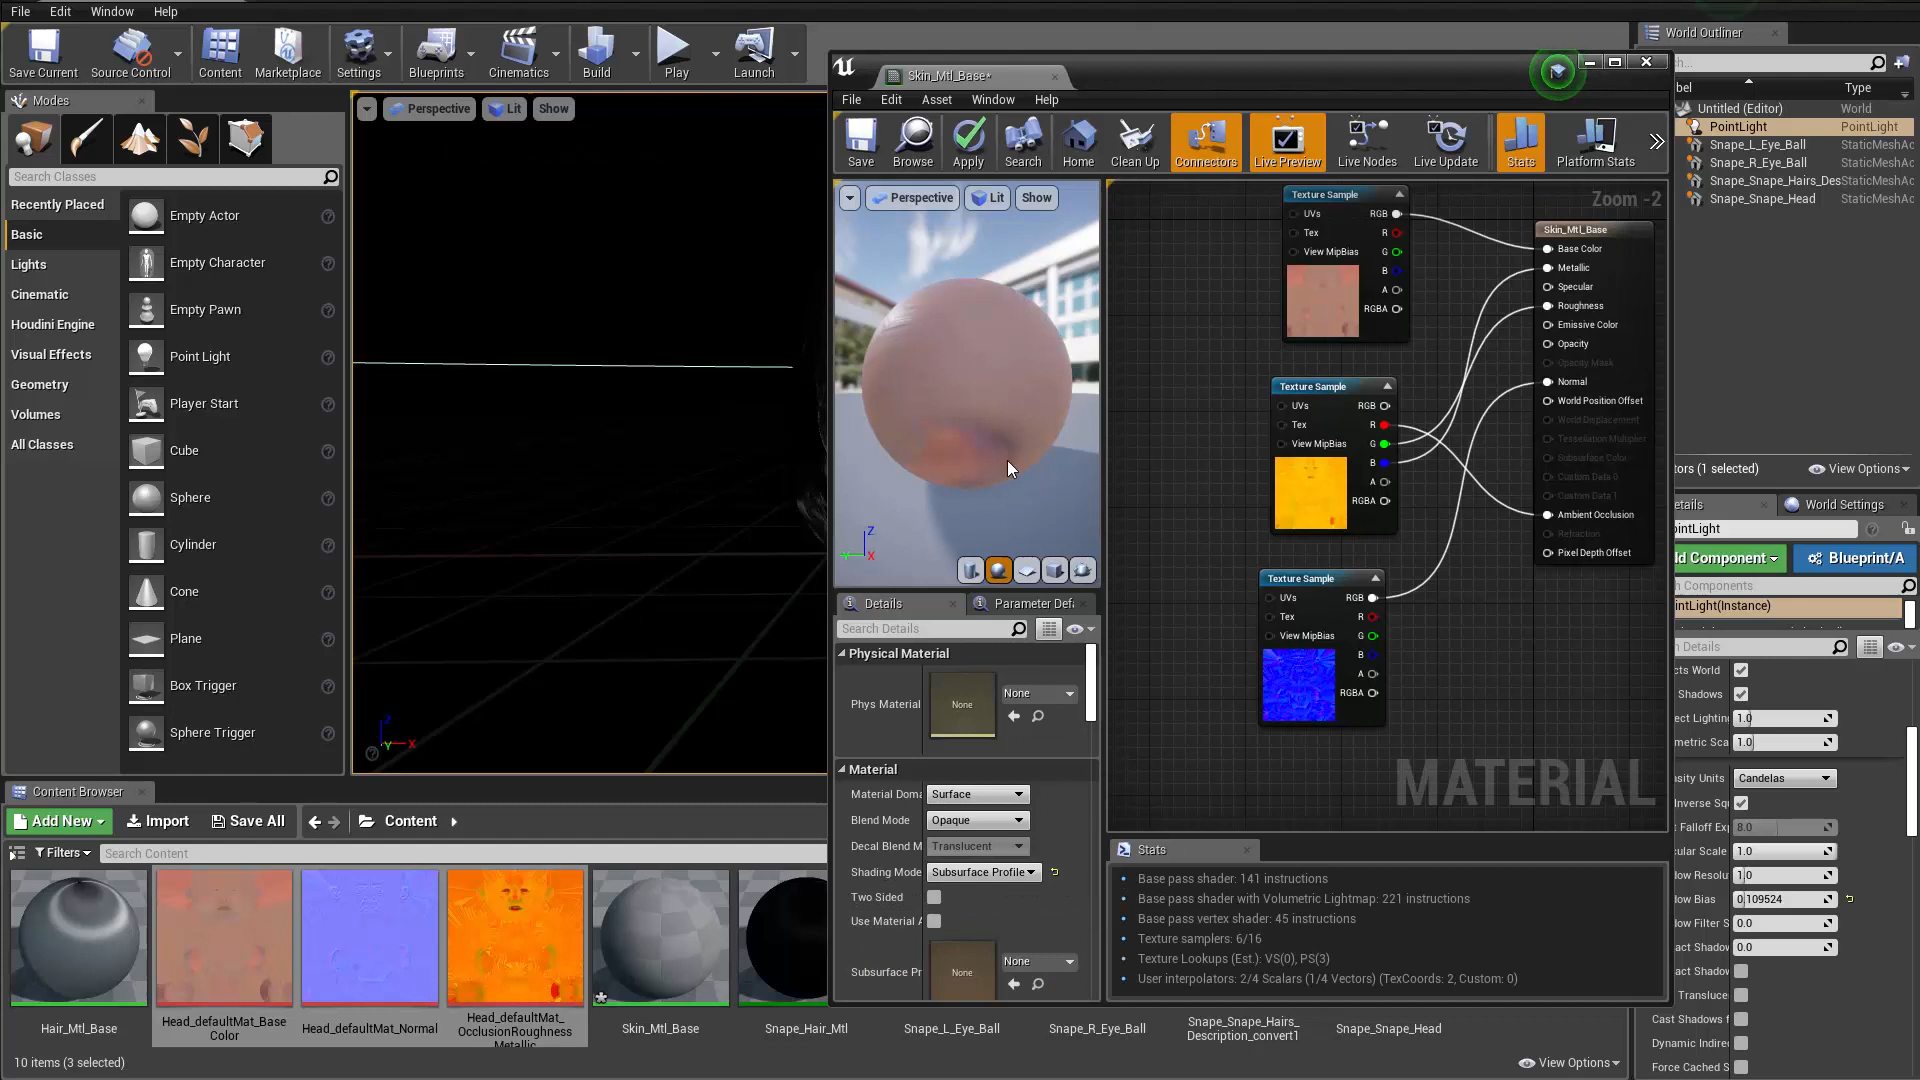 File Edit Window Help
Save Current Source Control Content Marketplace Settings Blueprints Cinematics Build Play Launch
Modes
Search Classes
Recently Placed
Basic
Lights
Cinematic
Houdini Engine
Visual Effects
Geometry
Volumes
All Classes
Empty Actor
Empty Character
Empty Pawn
Point Light
Player Start
Cube
Sphere
Cylinder
Cone
Plane
Box Trigger
Sphere Trigger
Perspective Lit Show
Z
Y X
Skin_Mtl_Base*
File Edit Asset Window Help
Save Browse Apply Search Home Clean Up Connectors Live Preview Live Nodes Live Update Stats Platform Stats
Perspective Lit Show
Z
X
Details Parameter Def
Search Details
Physical Material
Phys Material None None
Material
Material Doma Surface
Blend Mode Opaque
Decal Blend M Translucent
Shading Mode Subsurface Profile
Two Sided
Use Material A
Subsurface Pr None None
Zoom -2
Texture Sample
UVs RGB
Tex R
View MipBias G
B
A
RGBA
Texture Sample
UVs RGB
Tex R
View MipBias G
B
A
RGBA
Texture Sample
UVs RGB
Tex R
View MipBias G
B
A
RGBA
Skin_Mtl_Base
Base Color
Metallic
Specular
Roughness
Emissive Color
Opacity
Opacity Mask
Normal
World Position Offset
World Displacement
Tessellation Multiplier
Subsurface Color
Custom Data 0
Custom Data 1
Ambient Occlusion
Refraction
Pixel Depth Offset
MATERIAL
Stats
Base pass shader: 141 instructions
Base pass shader with Volumetric Lightmap: 221 instructions
Base pass vertex shader: 45 instructions
Texture samplers: 6/16
Texture Lookups (Est.): VS(0), PS(3)
User interpolators: 2/4 Scalars (1/4 Vectors) (TexCoords: 2, Custom: 0)
World Outliner
ch...
bel Type
Untitled (Editor) World
PointLight PointLight
Snape_L_Eye_Ball StaticMeshAc
Snape_R_Eye_Ball StaticMeshAc
Snape_Snape_Hairs_Des StaticMeshAc
Snape_Snape_Head StaticMeshAc
tors (1 selected) View Options
etails World Settings
ointLight
d Component Blueprint/A
ch Components
intLight(Instance)
h Details
cts World
Shadows
ect Lighting 1.0
metric Sca 1.0
nsity Units Candelas
nverse Squ
Falloff Ex 8.0
cular Scale 1.0
dow Resolu 1.0
dow Bias 0.109524
dow Filter S 0.0
act Shadow 0.0
act Shadow
Transluce
Cast Shadows f
Dynamic Indirec
Force Cached S
Content Browser
Add New Import Save All Content
Filters Search Content
Hair_Mtl_Base
Head_defaultMat_Base
Color
Head_defaultMat_Normal
Head_defaultMat_
OcclusionRoughness
Metallic
Skin_Mtl_Base
Snape_Hair_Mtl
Snape_L_Eye_Ball
Snape_R_Eye_Ball
Snape_Snape_Hairs_
Description_convert1
Snape_Snape_Head
10 items (3 selected) View Options